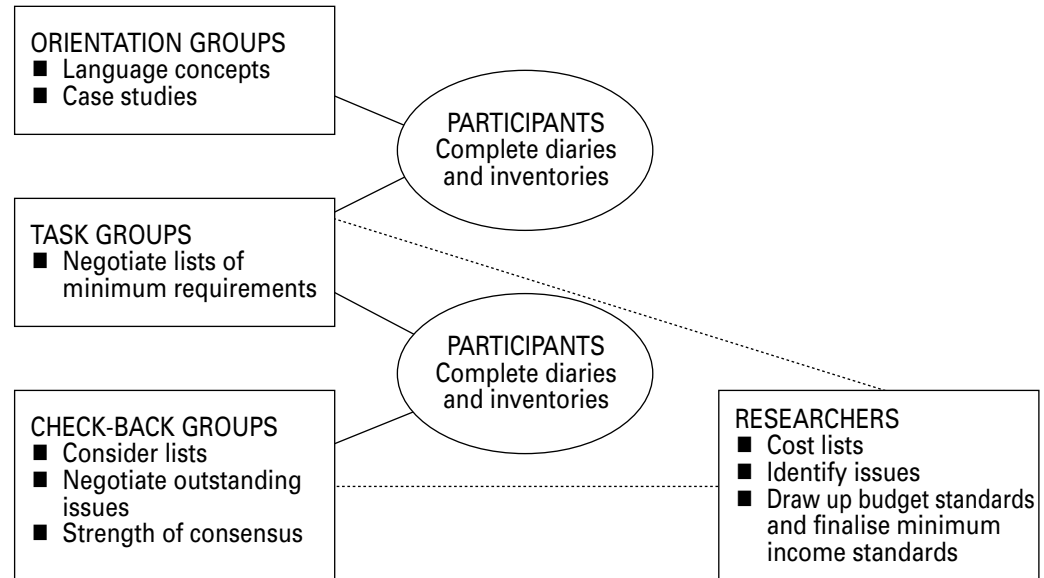 ORIENTATION GROUPS
■ Language concepts
■ Case studies
PARTICIPANTS
Complete diaries
and inventories
TASK GROUPS
■ Negotiate lists of
minimum requirements
PARTICIPANTS
Complete diaries
and inventories
CHECK-BACK GROUPS
■ Consider lists
■ Negotiate outstanding
issues
■ Strength of consensus
RESEARCHERS
■ Cost lists
■ Identify issues
■ Draw up budget standards
and finalise minimum
income standards